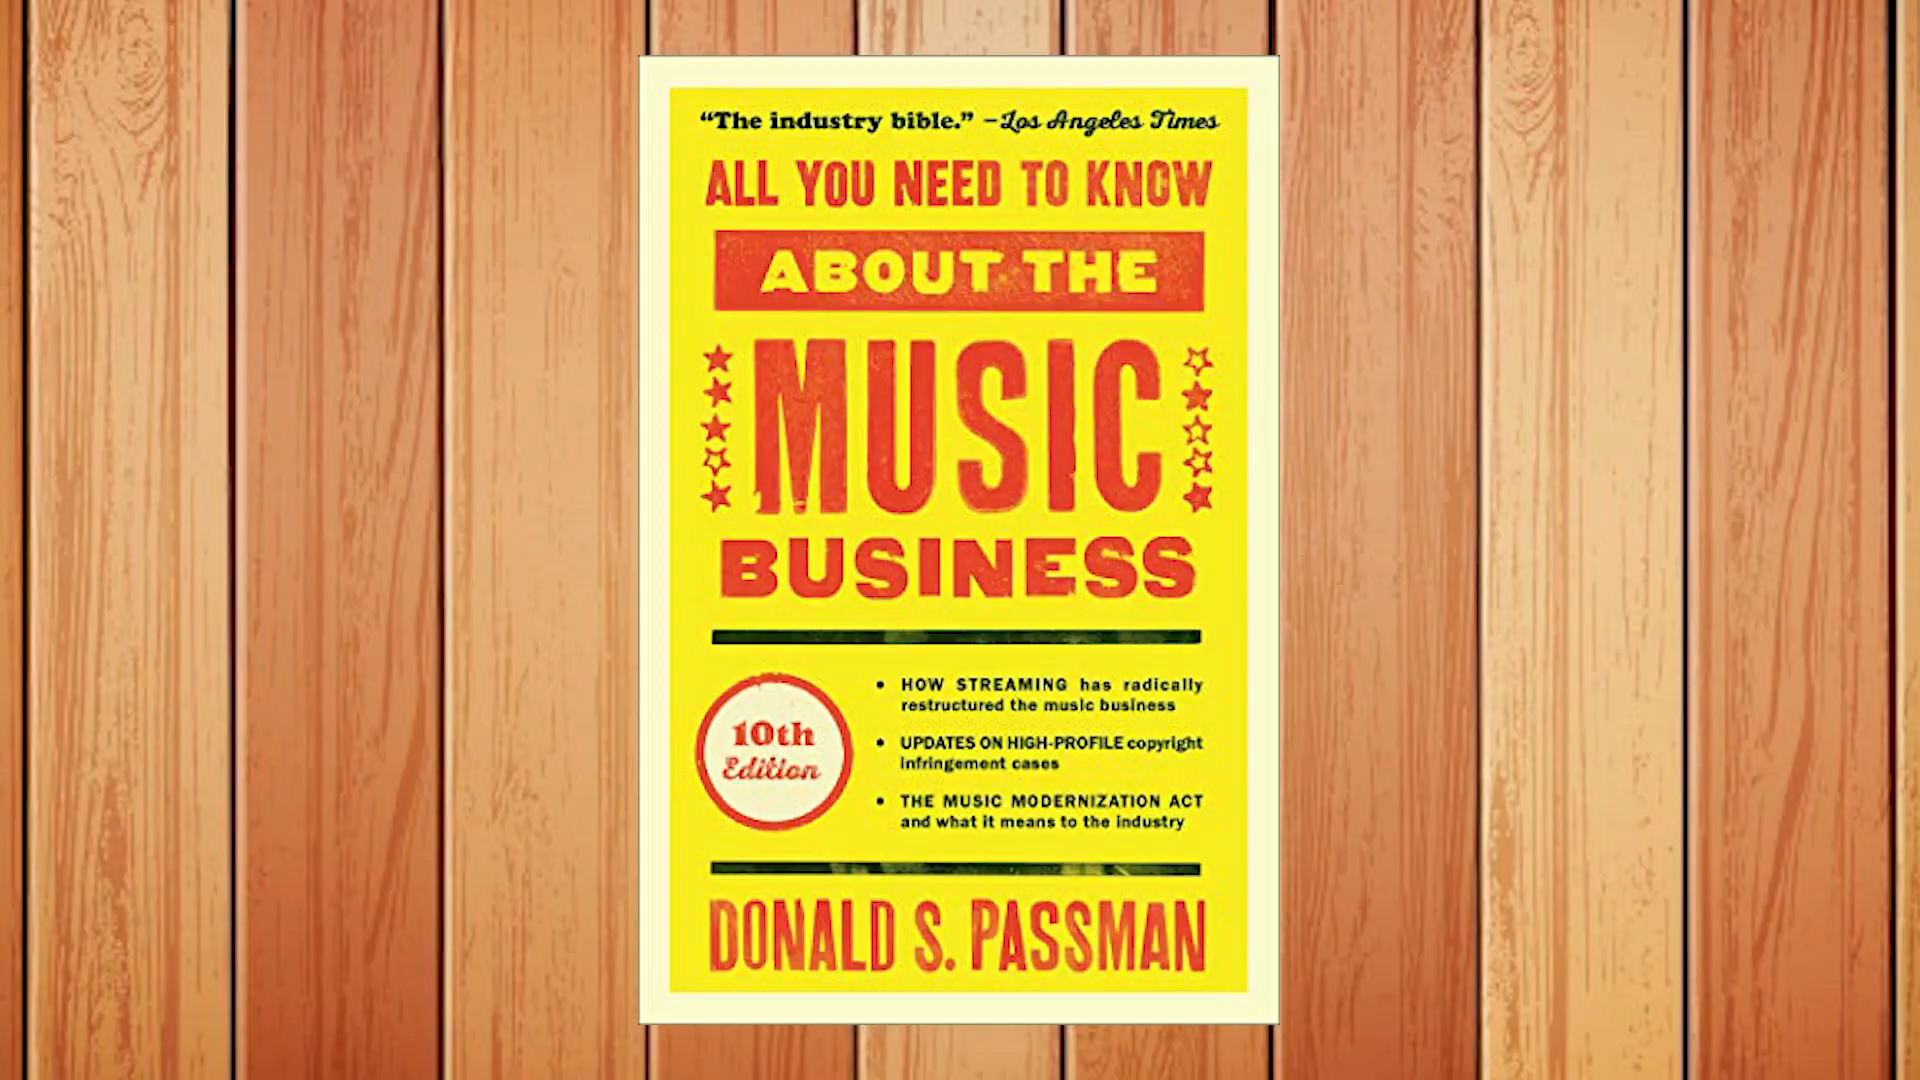 “The industry bible.” –Los Angeles Times
ALL YOU NEED TO KNOW
ABOUT THE
MUSIC
BUSINESS
10th
Edition
• HOW STREAMING has radically
restructured the music business
• UPDATES ON HIGH-PROFILE copyright
infringement cases
• THE MUSIC MODERNIZATION ACT
and what it means to the industry
DONALD S. PASSMAN